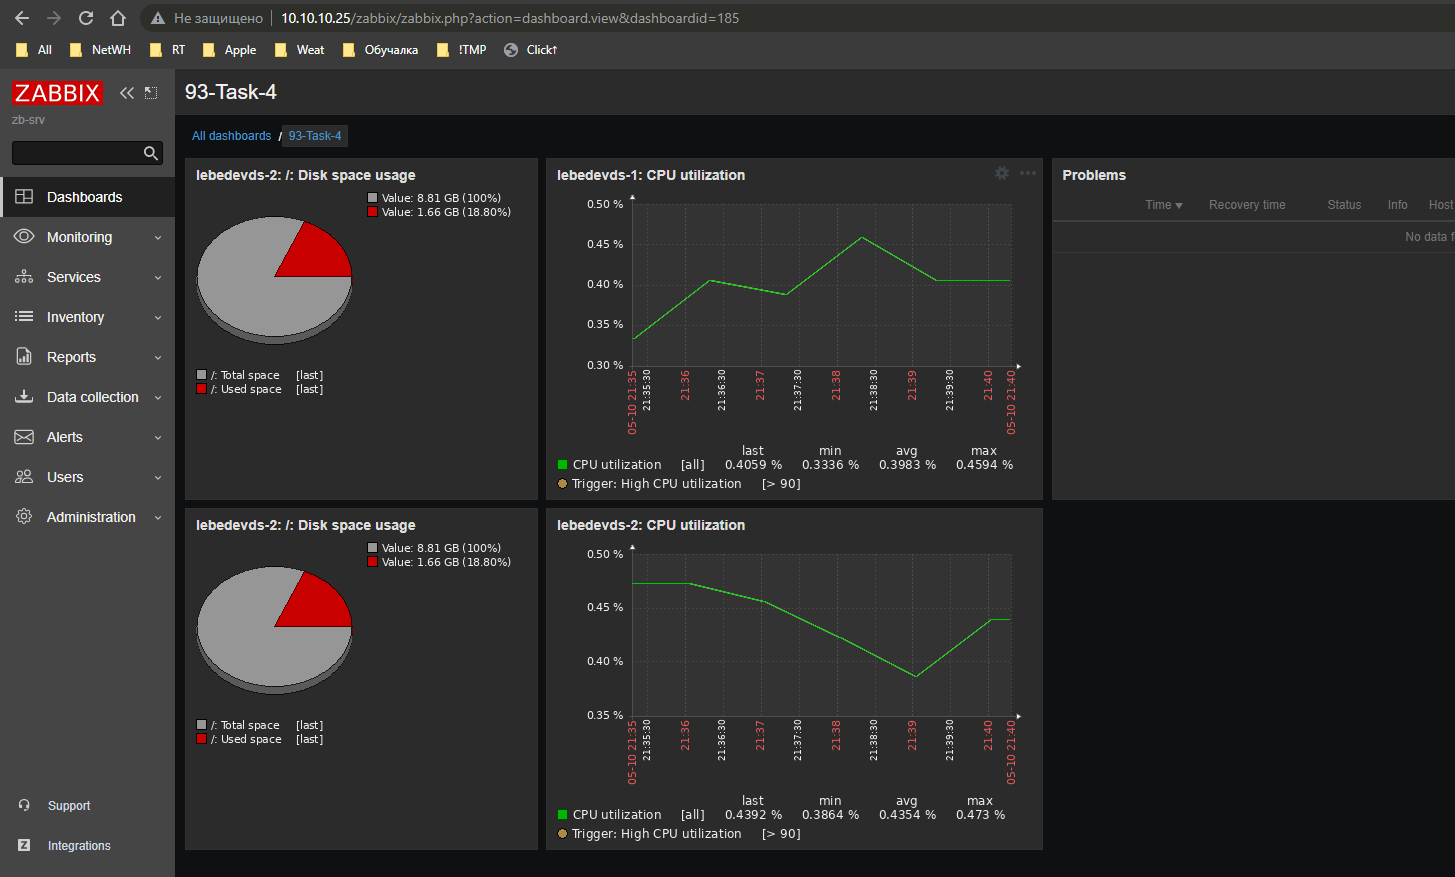 Не защищено 10.10.10.25/zabbix/zabbix.php?action=dashboard.view&dashboardid=185
All NetWH RT Apple Weat Обучалка !TMP Click↑
ZABBIX
zb-srv
Dashboards
Monitoring
Services
Inventory
Reports
Data collection
Alerts
Users
Administration
Support
Integrations
93-Task-4
All dashboards / 93-Task-4
lebedevds-2: /: Disk space usage
Value: 8.81 GB (100%)
Value: 1.66 GB (18.80%)
/: Total space [last]
/: Used space [last]
lebedevds-1: CPU utilization
0.50 %
0.45 %
0.40 %
0.35 %
0.30 %
05-10 21:35 21:35:30 21:36 21:36:30 21:37 21:37:30 21:38 21:38:30 21:39 21:39:30 21:40 05-10 21:40
last min avg max
CPU utilization [all] 0.4059 % 0.3336 % 0.3983 % 0.4594 %
Trigger: High CPU utilization [> 90]
Problems
Time Recovery time Status Info Host
No data f
lebedevds-2: /: Disk space usage
Value: 8.81 GB (100%)
Value: 1.66 GB (18.80%)
/: Total space [last]
/: Used space [last]
lebedevds-2: CPU utilization
0.50 %
0.45 %
0.40 %
0.35 %
05-10 21:35 21:35:30 21:36 21:36:30 21:37 21:37:30 21:38 21:38:30 21:39 21:39:30 21:40 05-10 21:40
last min avg max
CPU utilization [all] 0.4392 % 0.3864 % 0.4354 % 0.473 %
Trigger: High CPU utilization [> 90]